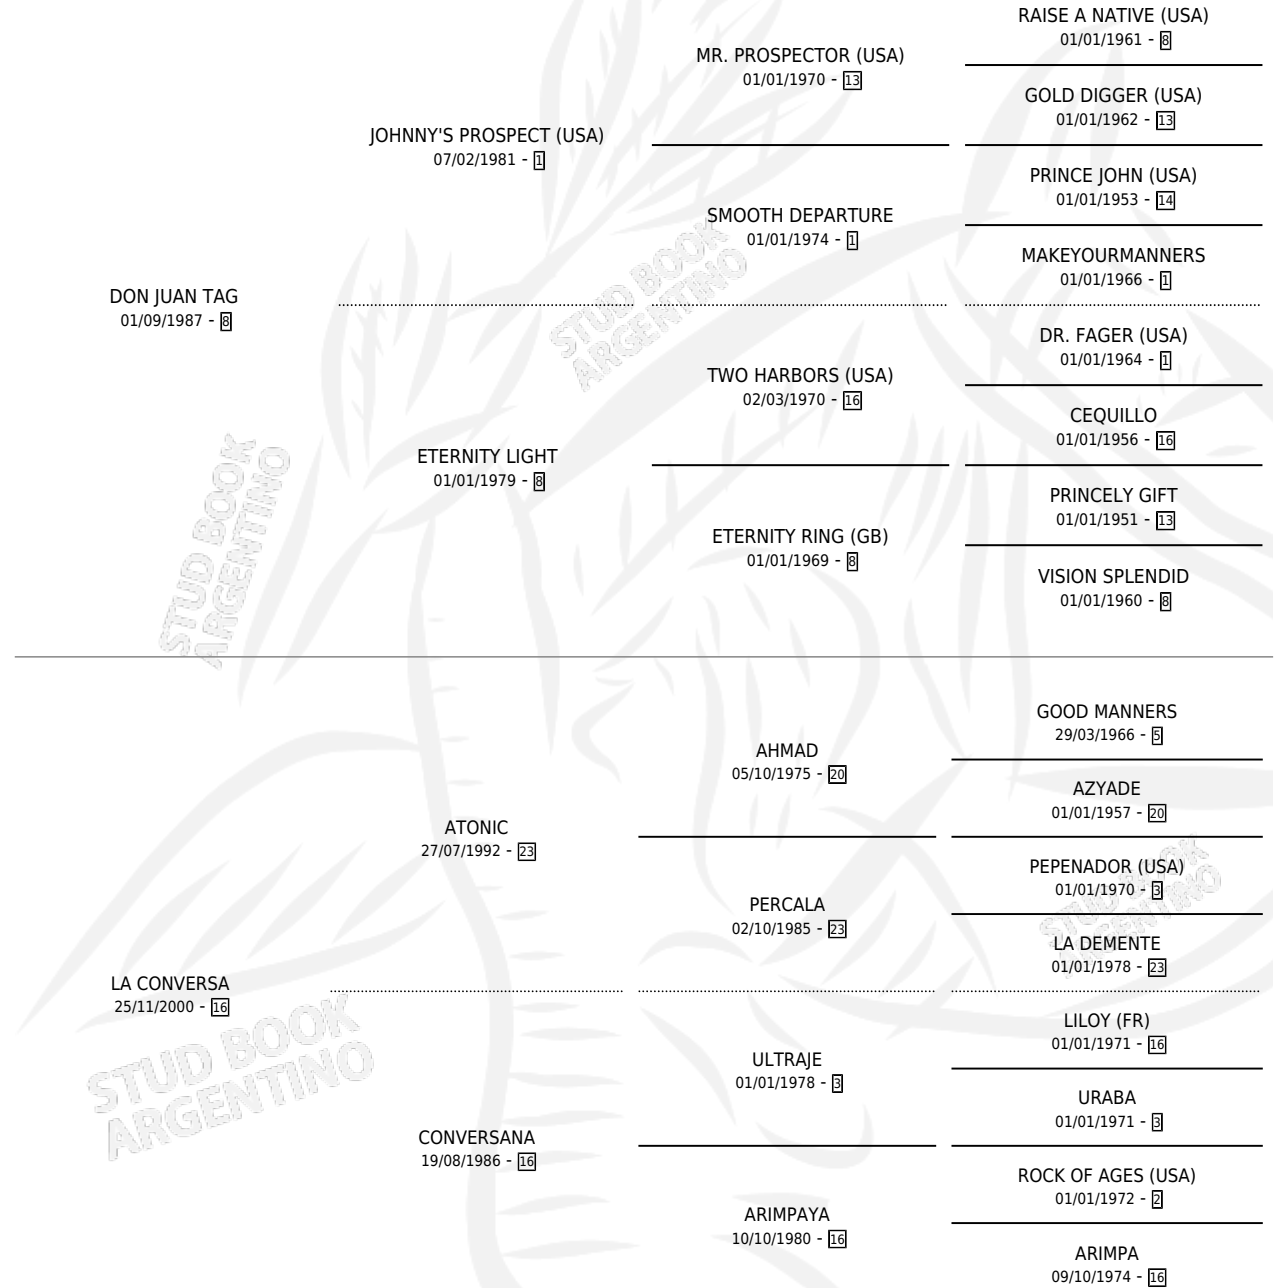 RAISE A NATIVE (USA)
01/01/1961 - 8
MR. PROSPECTOR (USA)
01/01/1970 - 13
GOLD DIGGER (USA)
01/01/1962 - 13
JOHNNY'S PROSPECT (USA)
07/02/1981 - 1
PRINCE JOHN (USA)
01/01/1953 - 14
SMOOTH DEPARTURE
01/01/1974 - 1
MAKEYOURMANNERS
01/01/1966 - 1
DON JUAN TAG
01/09/1987 - 8
DR. FAGER (USA)
01/01/1964 - 1
TWO HARBORS (USA)
02/03/1970 - 16
CEQUILLO
01/01/1956 - 16
ETERNITY LIGHT
01/01/1979 - 8
PRINCELY GIFT
01/01/1951 - 13
ETERNITY RING (GB)
01/01/1969 - 8
VISION SPLENDID
01/01/1960 - 8
GOOD MANNERS
29/03/1966 - 5
AHMAD
05/10/1975 - 20
AZYADE
01/01/1957 - 20
ATONIC
27/07/1992 - 23
PEPENADOR (USA)
01/01/1970 - 3
PERCALA
02/10/1985 - 23
LA DEMENTE
01/01/1978 - 23
LA CONVERSA
25/11/2000 - 16
LILOY (FR)
01/01/1971 - 16
ULTRAJE
01/01/1978 - 3
URABA
01/01/1971 - 3
CONVERSANA
19/08/1986 - 16
ROCK OF AGES (USA)
01/01/1972 - 2
ARIMPAYA
10/10/1980 - 16
ARIMPA
09/10/1974 - 16
STUD BOOK
ARGENTINO
STUD BOOK
ARGENTINO
STUD BOOK
ARGENTINO
STUD BOOK
ARGENTINO